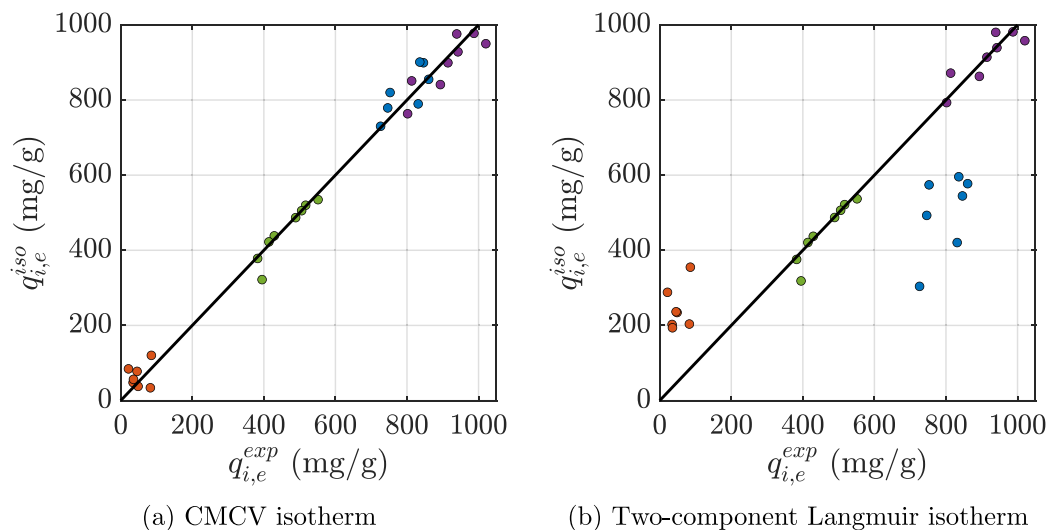 1000
800
600
400
200
0
q_{i,e}^{iso} (mg/g)
0 200 400 600 800 1000
q_{i,e}^{exp} (mg/g)
(a) CMCV isotherm
1000
800
600
400
200
0
q_{i,e}^{iso} (mg/g)
0 200 400 600 800 1000
q_{i,e}^{exp} (mg/g)
(b) Two-component Langmuir isotherm